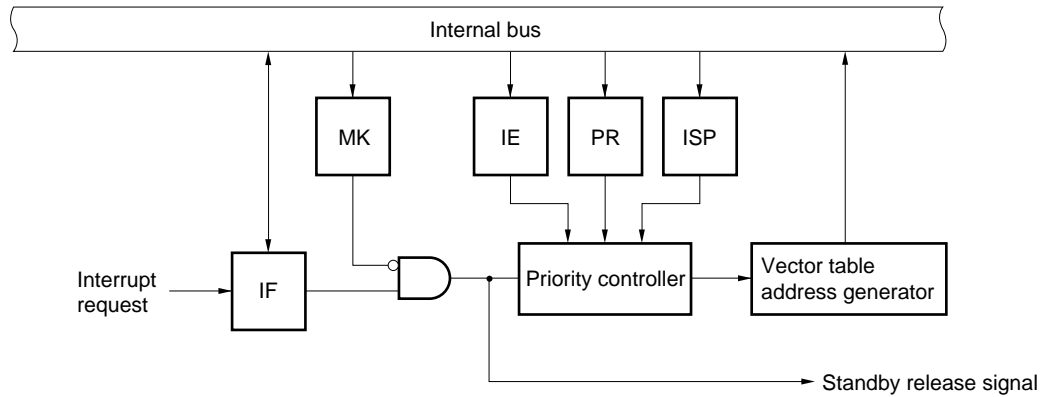 Internal bus
MK
IE
PR
ISP
Interrupt
request
IF
Priority controller
Vector table
address generator
Standby release signal